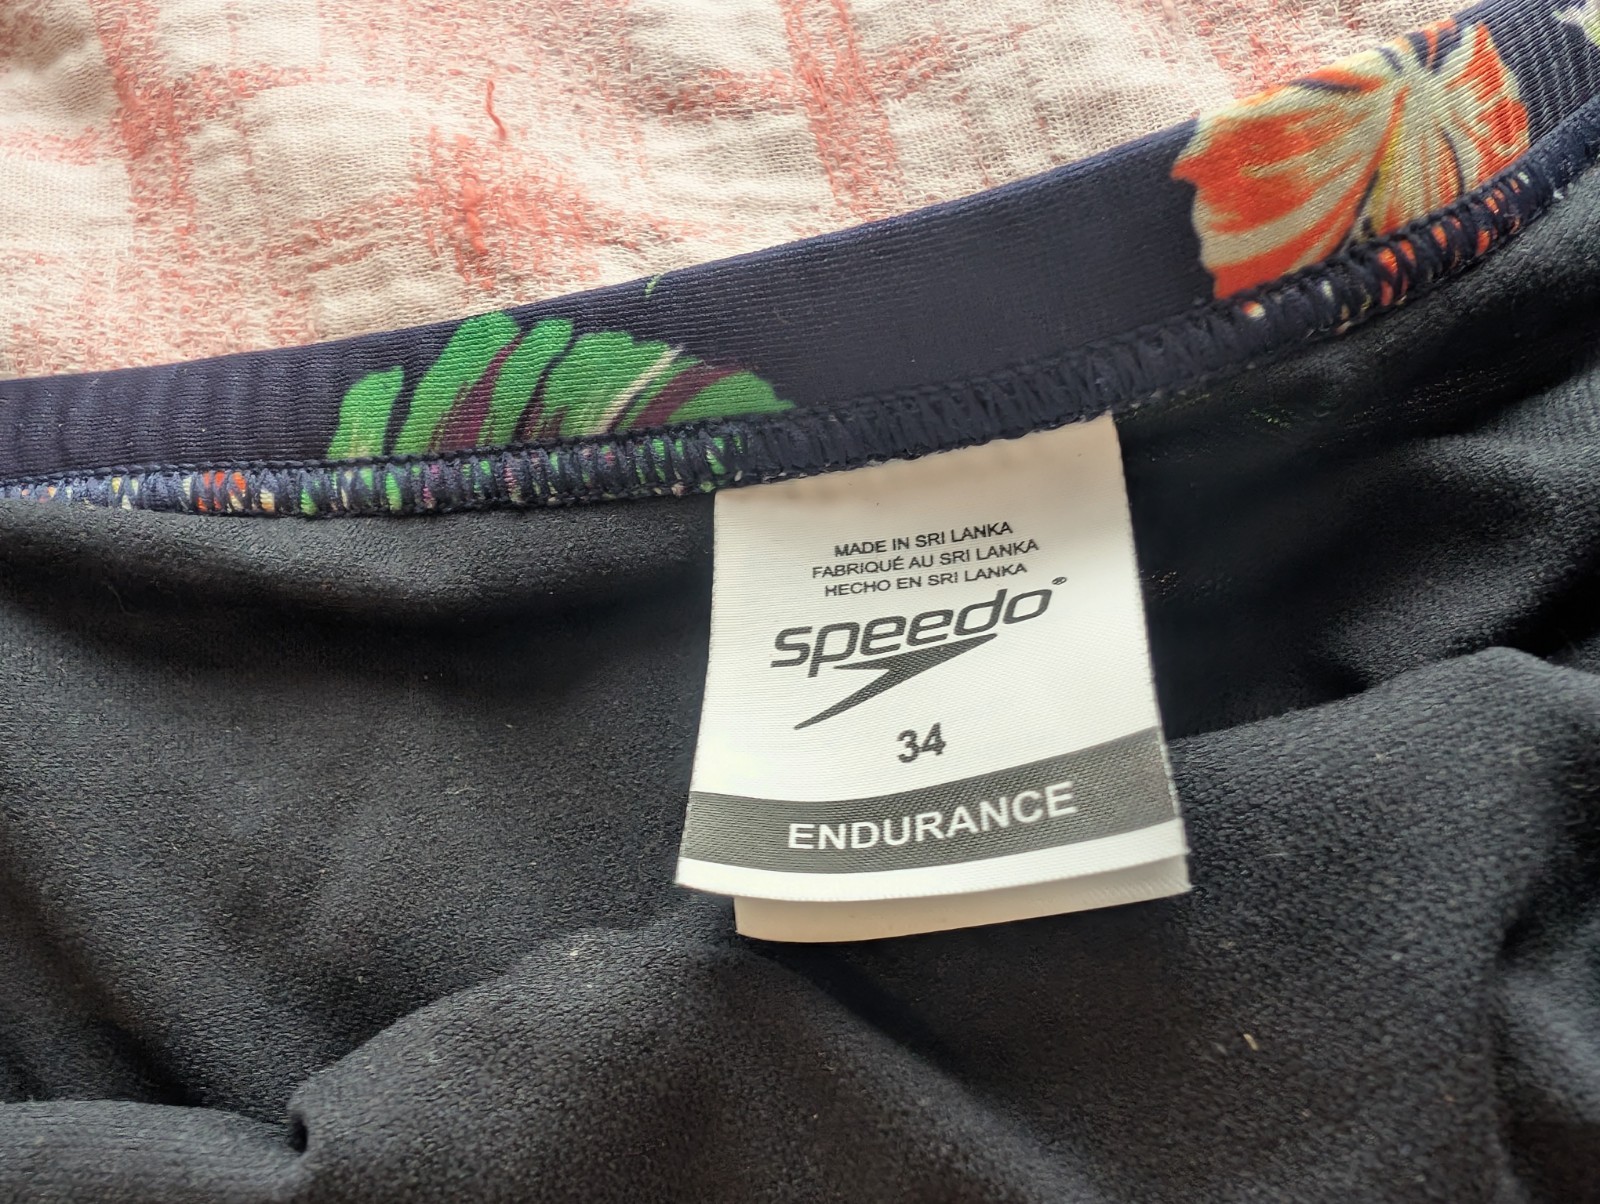 MADE IN SRI LANKA
FABRIQUÉ AU SRI LANKA
HECHO EN SRI LANKA
speedo®
34
ENDURANCE